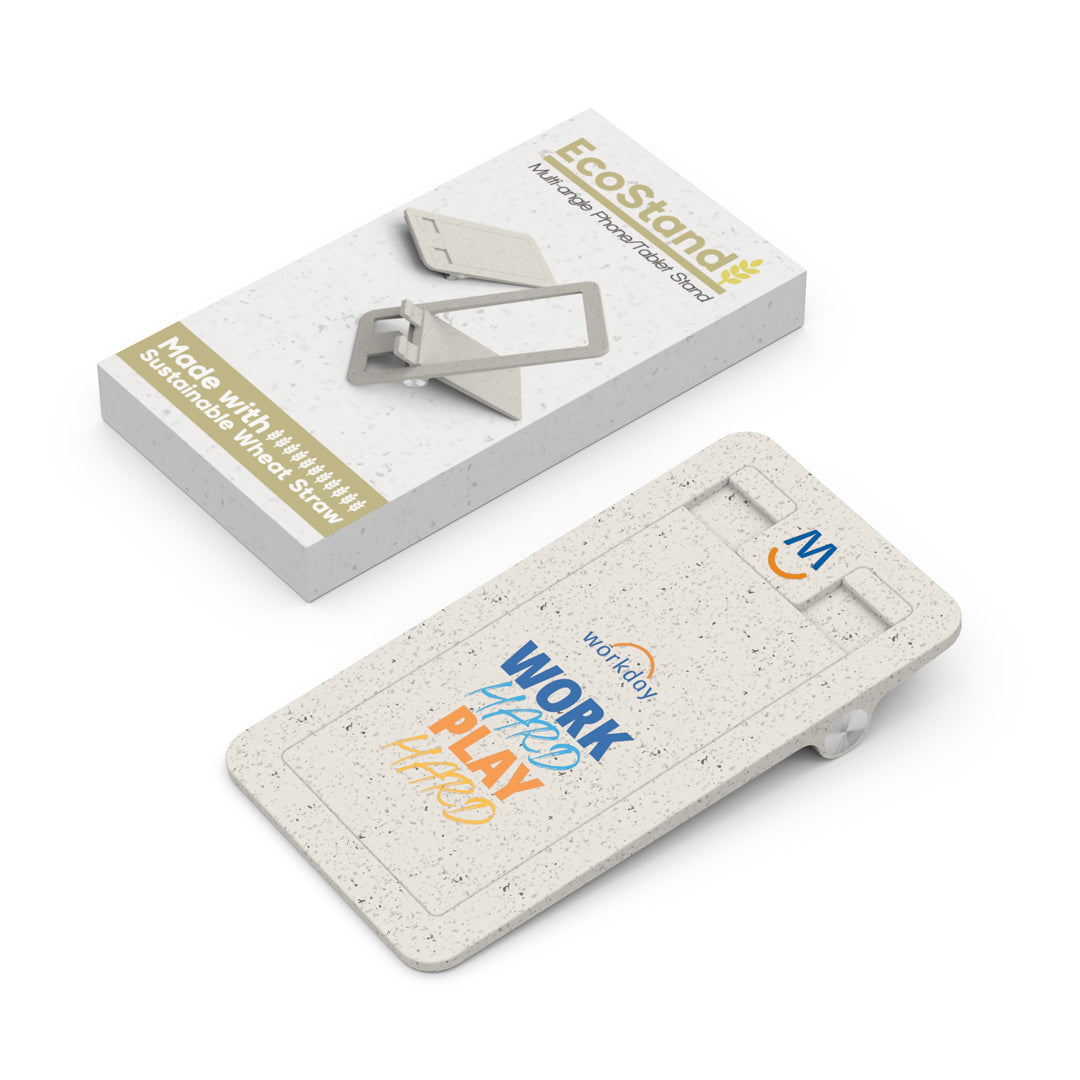 EcoStand
Multi-angle Phone/Tablet Stand
Made with
Sustainable Wheat Straw
W
workday.
WORK
HARD
PLAY
HARD